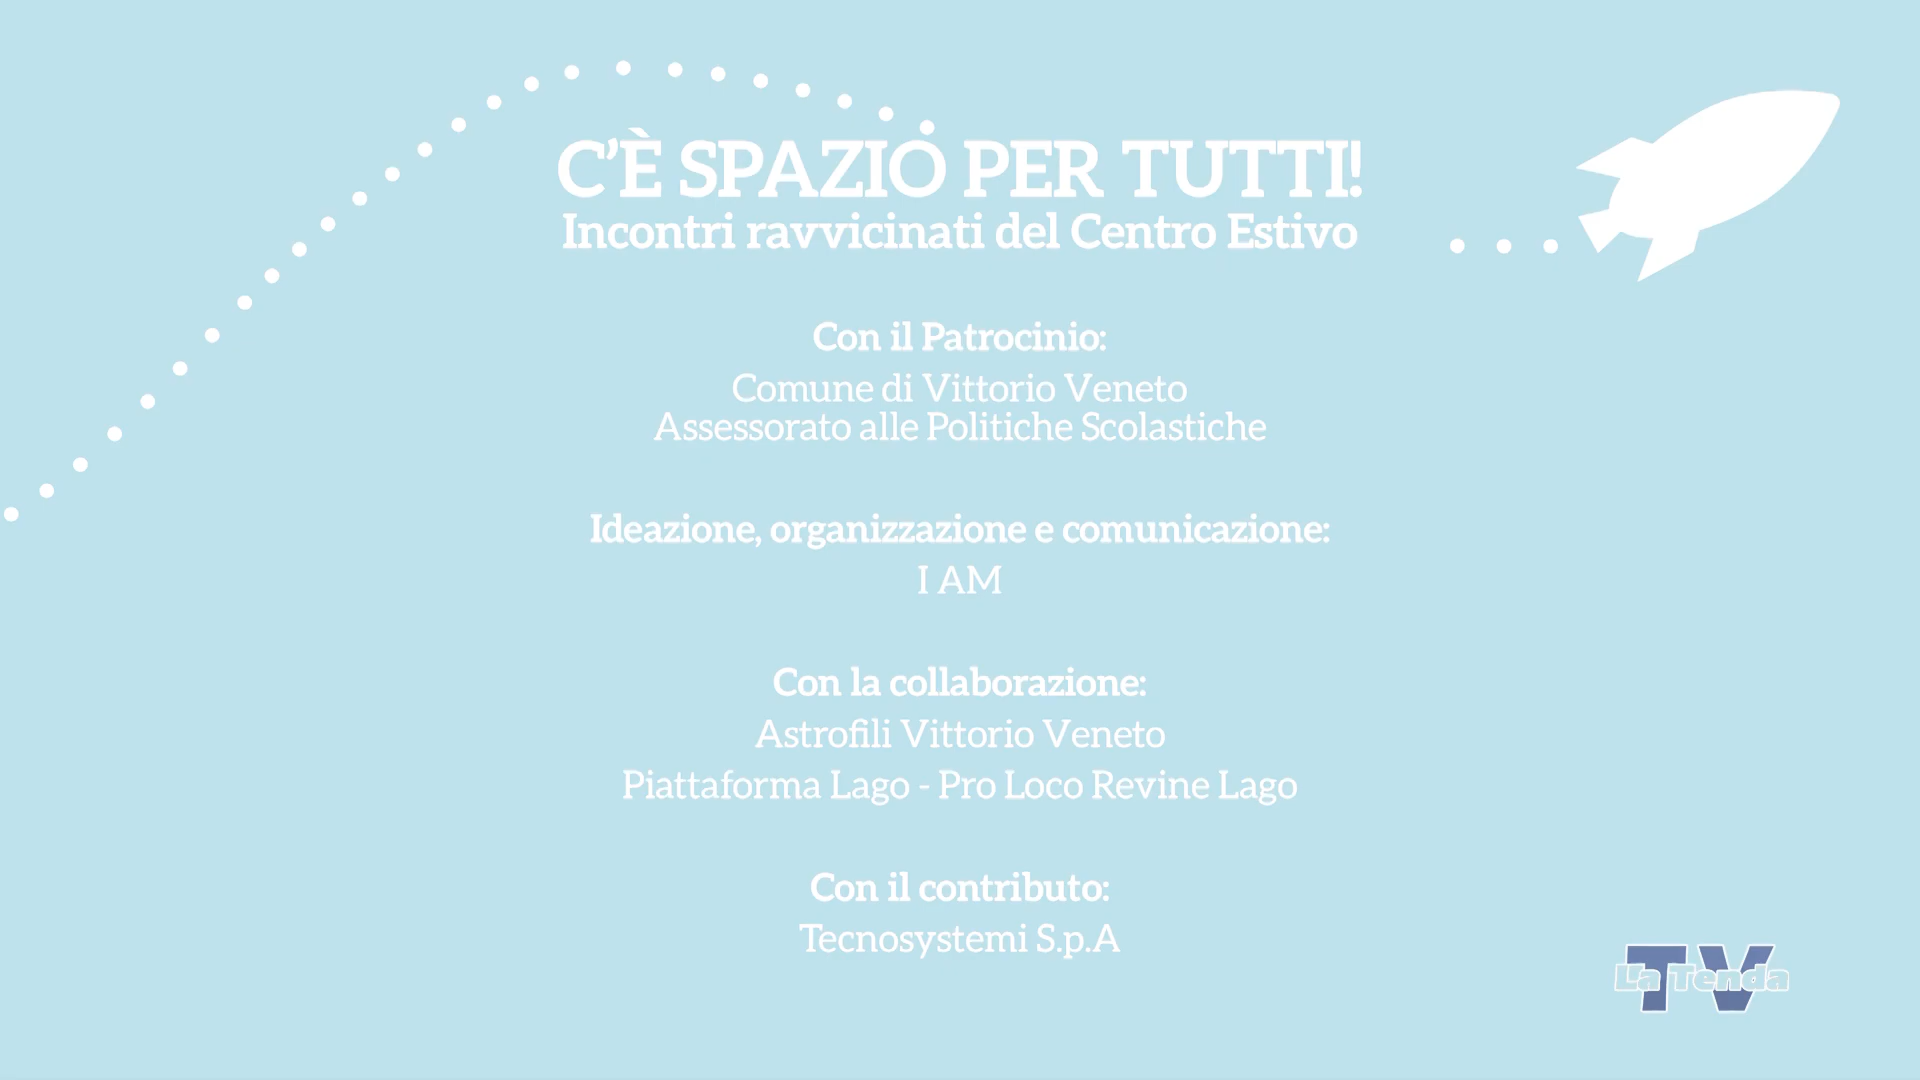 C'È SPAZIO PER TUTTI!
Incontri ravvicinati del Centro Estivo
Con il Patrocinio:
Comune di Vittorio Veneto
Assessorato alle Politiche Scolastiche
Ideazione, organizzazione e comunicazione:
I AM
Con la collaborazione:
Astrofili Vittorio Veneto
Piattaforma Lago - Pro Loco Revine Lago
Con il contributo:
Tecnosystemi S.p.A
TV
La Tenda